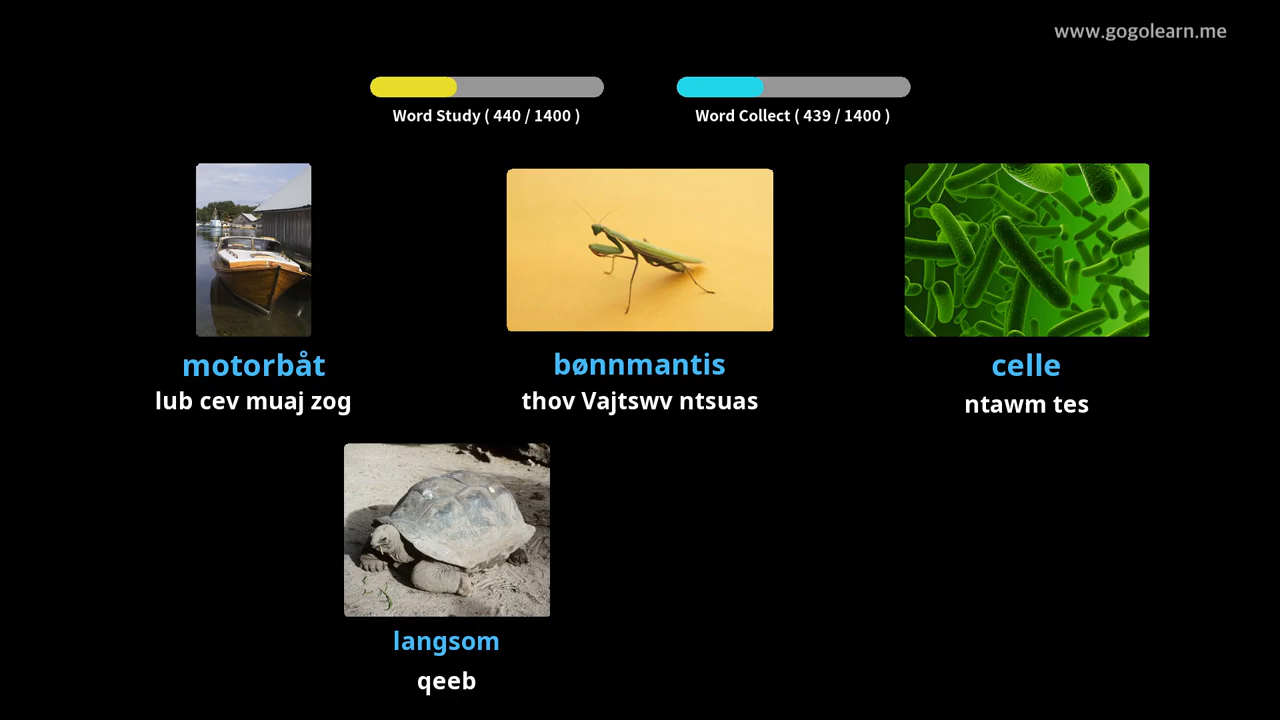 www.gogolearn.me
Word Study ( 440 / 1400 )
Word Collect ( 439 / 1400 )
motorbåt
lub cev muaj zog
bønnmantis
thov Vajtswv ntsuas
celle
ntawm tes
langsom
qeeb